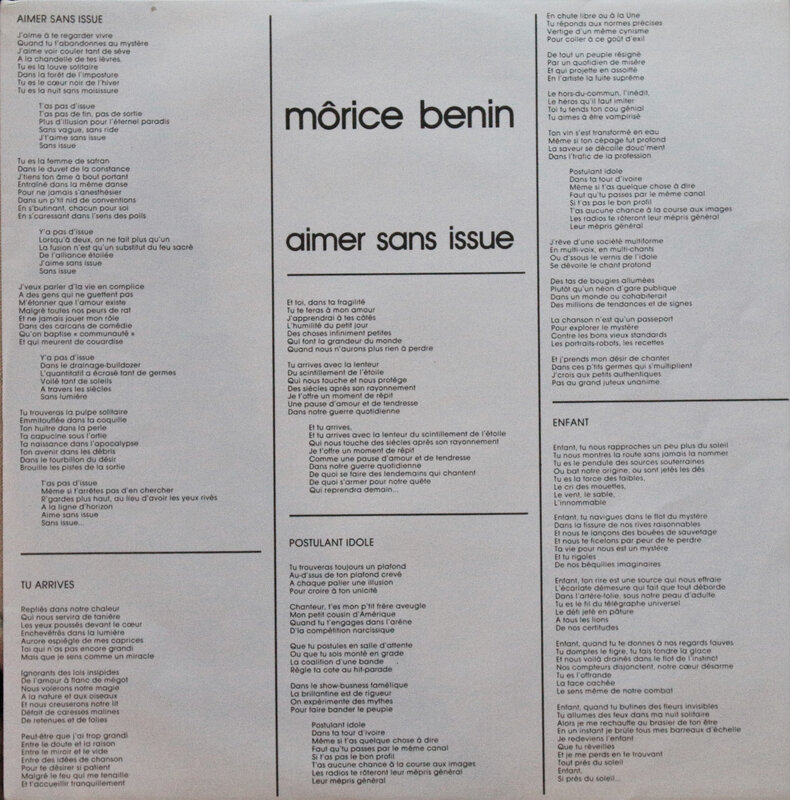 AIMER SANS ISSUE
J'aime à te regarder vivre
Quand tu t'abandonnes au mystère
J'aime voir couler tant de sève
A la chandelle de tes lèvres,
Tu es la louve solitaire
Dans la forêt de l'imposture
Tu es le cœur noir de l'hiver
Tu es la nuit sans moisissure
T'as pas d'issue
T'as pas de fin, pas de sortie
Plus d'illusion pour l'éternel paradis
Sans vague, sans ride
J't'aime sans issue
Sans issue
Tu es la femme de safran
Dans le duvet de la constance
J'tiens ton âme à bout portant
Entraîné dans la même danse
Pour ne jamais s'anesthésier
Dans un p'tit nid de conventions
En s'butinant, chacun pour soi
En s'caressant dans l'sens des poils
Y'a pas d'issue
Lorsqu'à deux, on ne fait plus qu'un
La fusion n'est qu'un substitut du feu sacré
De l'alliance étoilée
J'aime sans issue
Sans issue
J'veux parler d'la vie en complice
A des gens qui ne guettent pas
M'étonner que l'amour existe
Malgré toutes nos peurs de rat
Et ne jamais jouer mon rôle
Dans des carcans de comédie
Qu'on baptise « communauté »
Et qui meurent de couardise
Y'a pas d'issue
Dans le drainage-bulldozer
L'quantitatif a écrasé tant de germes
Voilé tant de soleils
A travers les siècles
Sans lumière
Tu trouveras la pulpe solitaire
Emmitouflée dans ta coquille
Ton huitre dans la perle
Ta capucine sous l'ortie
Ta naissance dans l'apocalypse
Ton avenir dans les débris
Dans le tourbillon du désir
Brouille les pistes de la sortie
T'as pas d'issue
Même si t'arrêtes pas d'en chercher
R'gardes plus haut, au lieu d'avoir les yeux rivés
A la ligne d'horizon
Aime sans issue
Sans issue...
TU ARRIVES
Repliés dans notre chaleur
Qui nous servira de tanière
Les yeux poussés devant le cœur
Enchevêtrés dans la lumière
Aurore espiègle de mes caprices
Toi qui n'as pas encore grandi
Mais que je sens comme un miracle
Ignorants des lois insipides
De l'amour à flanc de mégot
Nous volerons notre magie
A la nature et aux oiseaux
Et nous creuserons notre lit
Défait de caresses malines
De retenues et de folies
Peut-être que j'ai trop grandi
Entre le doute et la raison
Entre le miroir et le vide
Entre des idées de chanson
Pour te désirer si patient
Malgré le feu qui me tenaille
Et t'accueillir tranquillement
môrice benin
aimer sans issue
Et toi, dans ta fragilité
Tu te feras à mon amour
J'apprendrai à tes côtés
L'humilité du petit jour
Des choses infiniment petites
Qui font la grandeur du monde
Quand nous n'aurons plus rien à perdre
Tu arrives avec la lenteur
Du scintillement de l'étoile
Qui nous touche et nous protège
Des siècles après son rayonnement
Je t'offre un moment de répit
Une pause d'amour et de tendresse
Dans notre guerre quotidienne
Et tu arrives,
Et tu arrives avec la lenteur du scintillement de l'étoile
Qui nous touche des siècles après son rayonnement
Je t'offre un moment de répit
Comme une pause d'amour et de tendresse
Dans notre guerre quotidienne
De quoi se faire des lendemains qui chantent
De quoi s'armer pour notre quête
Qui reprendra demain...
POSTULANT IDOLE
Tu trouveras toujours un plafond
Au-d'ssus de ton plafond crevé
A chaque palier une illusion
Pour croire à ton unicité
Chanteur, t'es mon p'tit frère aveugle
Mon petit cousin d'Amérique
Quand tu t'engages dans l'arène
D'la compétition narcissique
Que tu postules en salle d'attente
Ou que tu sois monté en grade
La coalition d'une bande
Règle ta cote au hit-parade
Dans le show-business famélique
La brillantine est de rigueur
On expérimente des mythes
Pour faire bander le peuple
Postulant idole
Dans ta tour d'ivoire
Même si t'as quelque chose à dire
Faut qu'tu passes par le même canal
Si t'as pas le bon profil
T'as aucune chance à la course aux images
Les radios te rôteront leur mépris général
Leur mépris général
En chute libre ou à la Une
Tu réponds aux normes précises
Vertige d'un même cynisme
Pour coller à ce goût d'exil
De tout un peuple résigné
Par un quotidien de misère
Et qui projette en assoiffé
En l'artiste la fuite suprême
Le hors-du-commun, l'inédit,
Le héros qu'il faut imiter
Toi tu tends ton cou génial
Tu aimes à être vampirisé
Ton vin s'est transformé en eau
Même si ton cépage fut profond
La saveur se décolle douc'ment
Dans l'trafic de la profession
Postulant idole
Dans ta tour d'ivoire
Même si t'as quelque chose à dire
Faut qu'tu passes par le même canal
Si t'as pas le bon profil
T'as aucune chance à la course aux images
Les radios te rôteront leur mépris général
Leur mépris général
J'rêve d'une société multiforme
En multi-voix, en multi-chants
Ou d'ssous le vernis de l'idole
Se dévoile le chant profond
Des tas de bougies allumées
Plutôt qu'un néon d'gare publique
Dans un monde ou cohabiterait
Des millions de tendances et de signes
La chanson n'est qu'un passeport
Pour explorer le mystère
Contre les bons vieux standards
Les portraits-robots, les recettes
Et j'prends mon désir de chanter
Dans ces p'tits germes qui s'multiplient
J'crois aux petits authentiques
Pas au grand juteux unanime.
ENFANT
Enfant, tu nous rapproches un peu plus du soleil
Tu nous montres la route sans jamais la nommer
Tu es le pendule des sources souterraines
Ou bat notre origine, ou sont jetés les dés
Tu es la force des faibles,
Le cri des mouettes,
Le vent, le sable,
L'innommable
Enfant, tu navigues dans le flot du mystère
Dans la fissure de nos rives raisonnables
Et nous te lançons des bouées de sauvetage
Et nous te ficelons par peur de te perdre
Ta vie pour nous est un mystère
Et tu rigoles
De nos béquilles imaginaires
Enfant, ton rire est une source qui nous effraie
L'écarlate démesure qui fait que tout déborde
Dans l'artère-folie, sous notre peau d'adulte
Tu es le fil du télégraphe universel
Le défi jeté en pâture
A tous les lions
De nos certitudes
Enfant, quand tu te donnes à nos regards fauves
Tu domptes le tigre, tu fais fondre la glace
Et nous voilà drainés dans le flot de l'instinct
Nos compteurs disjonctent, notre cœur désarme
Tu es l'offrande
La face cachée
Le sens même de notre combat
Enfant, quand tu butines des fleurs invisibles
Tu allumes des feux dans ma nuit solitaire
Alors je me rechauffe au brasier de ton être
En un instant je brûle tous mes barreaux d'échelle
Je redeviens l'enfant
Que tu réveilles
Et je me perds en te trouvant
Tout près du soleil
Enfant,
Si près du soleil...